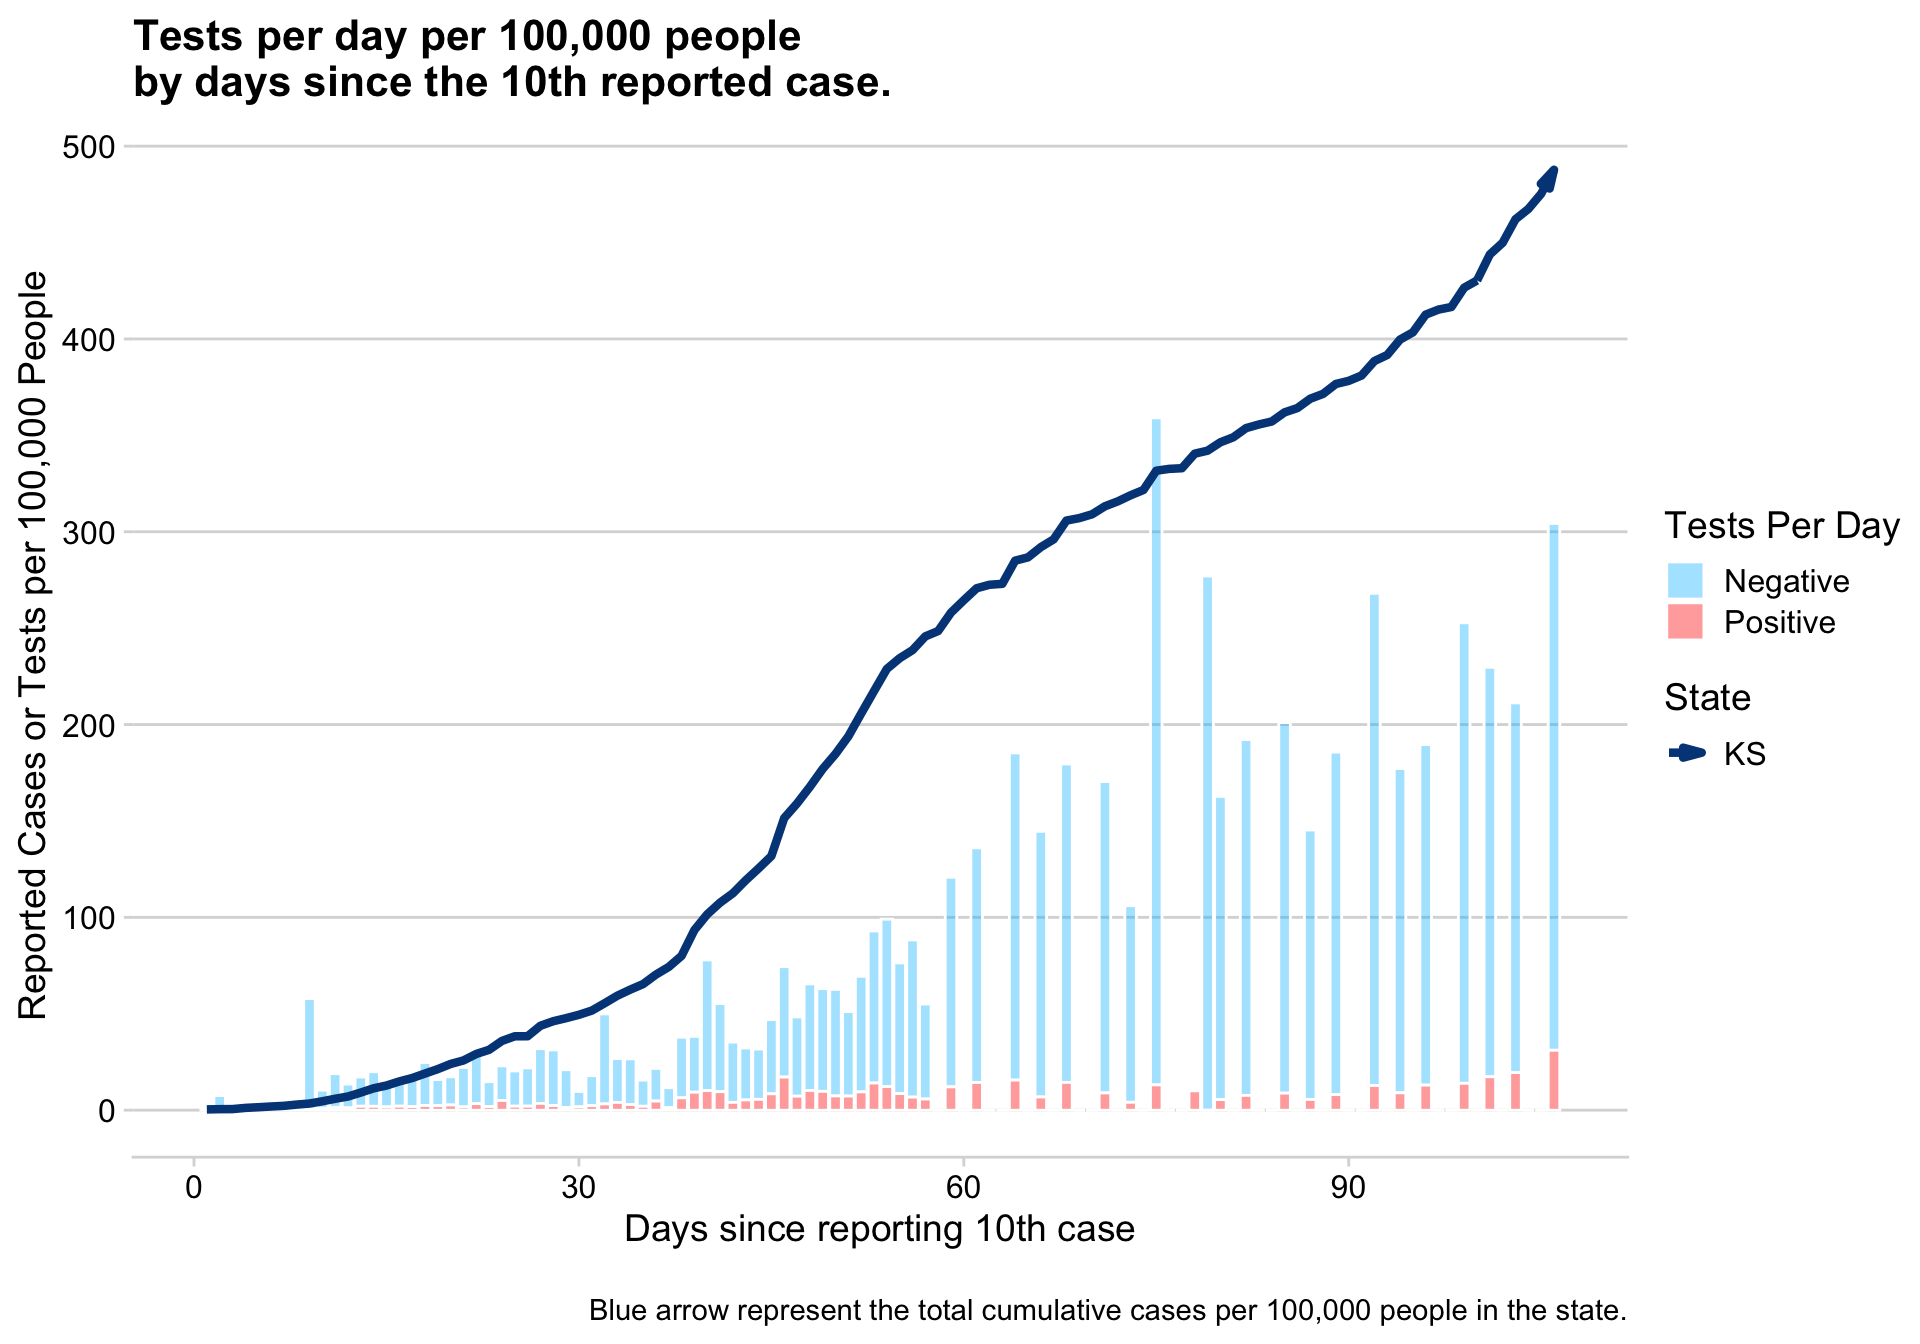 Tests per day per 100,000 people
by days since the 10th reported case.
Reported Cases or Tests per 100,000 People
500
400
300
200
100
0
0
30
60
90
Days since reporting 10th case
Tests Per Day
Negative
Positive
State
KS
Blue arrow represent the total cumulative cases per 100,000 people in the state.